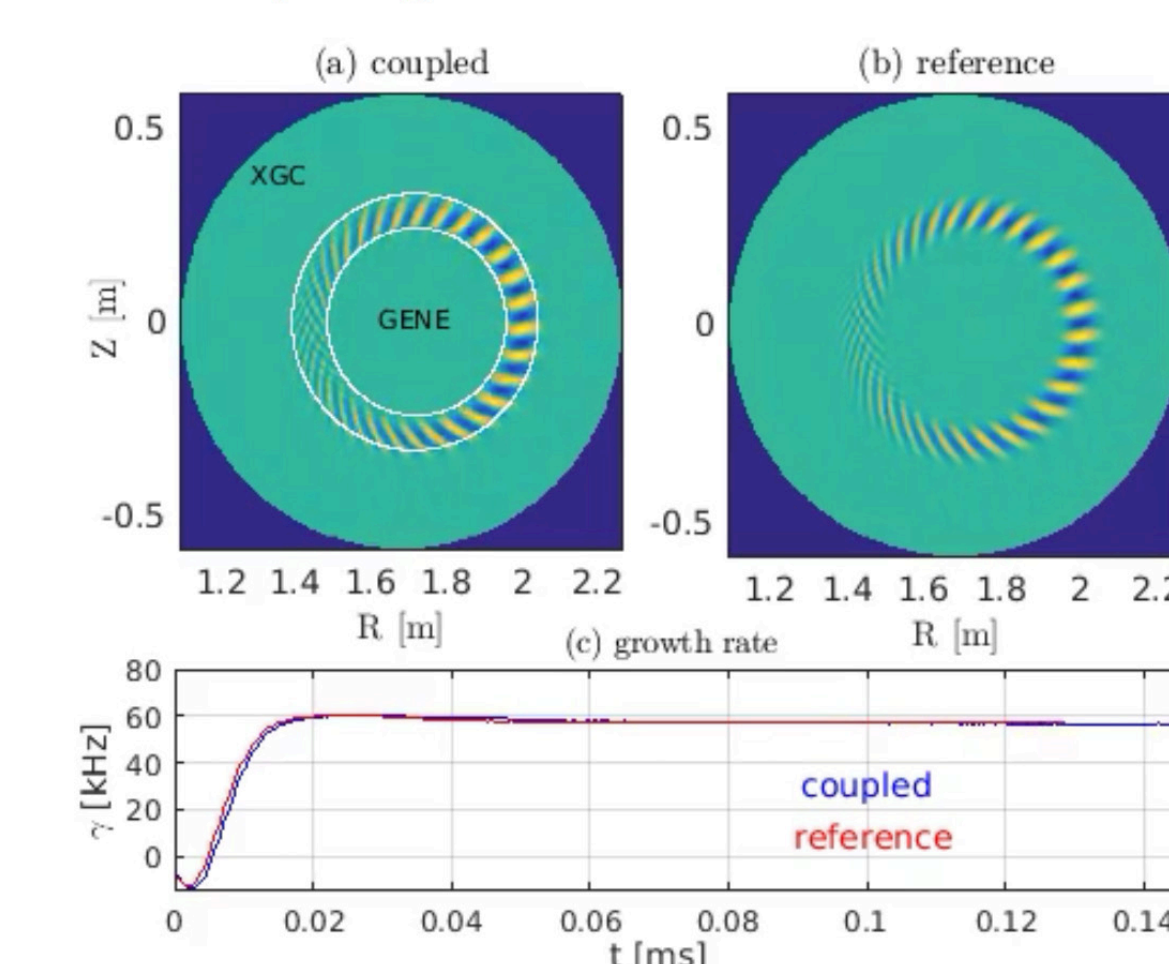 (a) coupled
(b) reference
0.5
XGC
GENE
0
-0.5
Z [m]
1.2 1.4 1.6 1.8 2 2.2
R [m]
0.5
0
-0.5
1.2 1.4 1.6 1.8 2
R [m]
(c) growth rate
80
60
40
20
0
γ [kHz]
coupled
reference
0 0.02 0.04 0.06 0.08 0.1 0.12 0.14
t [ms]